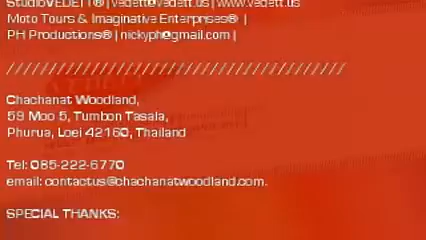 StudioVEDETT® | vedett@vedett.us | www.vedett.us
Moto Tours & Imaginative Enterprises® |
PH Productions® | nickyph@gmail.com |
//////////////////////////////////////////////////
Chachanat Woodland,
59 Moo 5, Tumbon Tasala,
Phurua, Loei 42160, Thailand
Tel: 085-222-6770
email: contactus@chachanatwoodland.com.
SPECIAL THANKS: